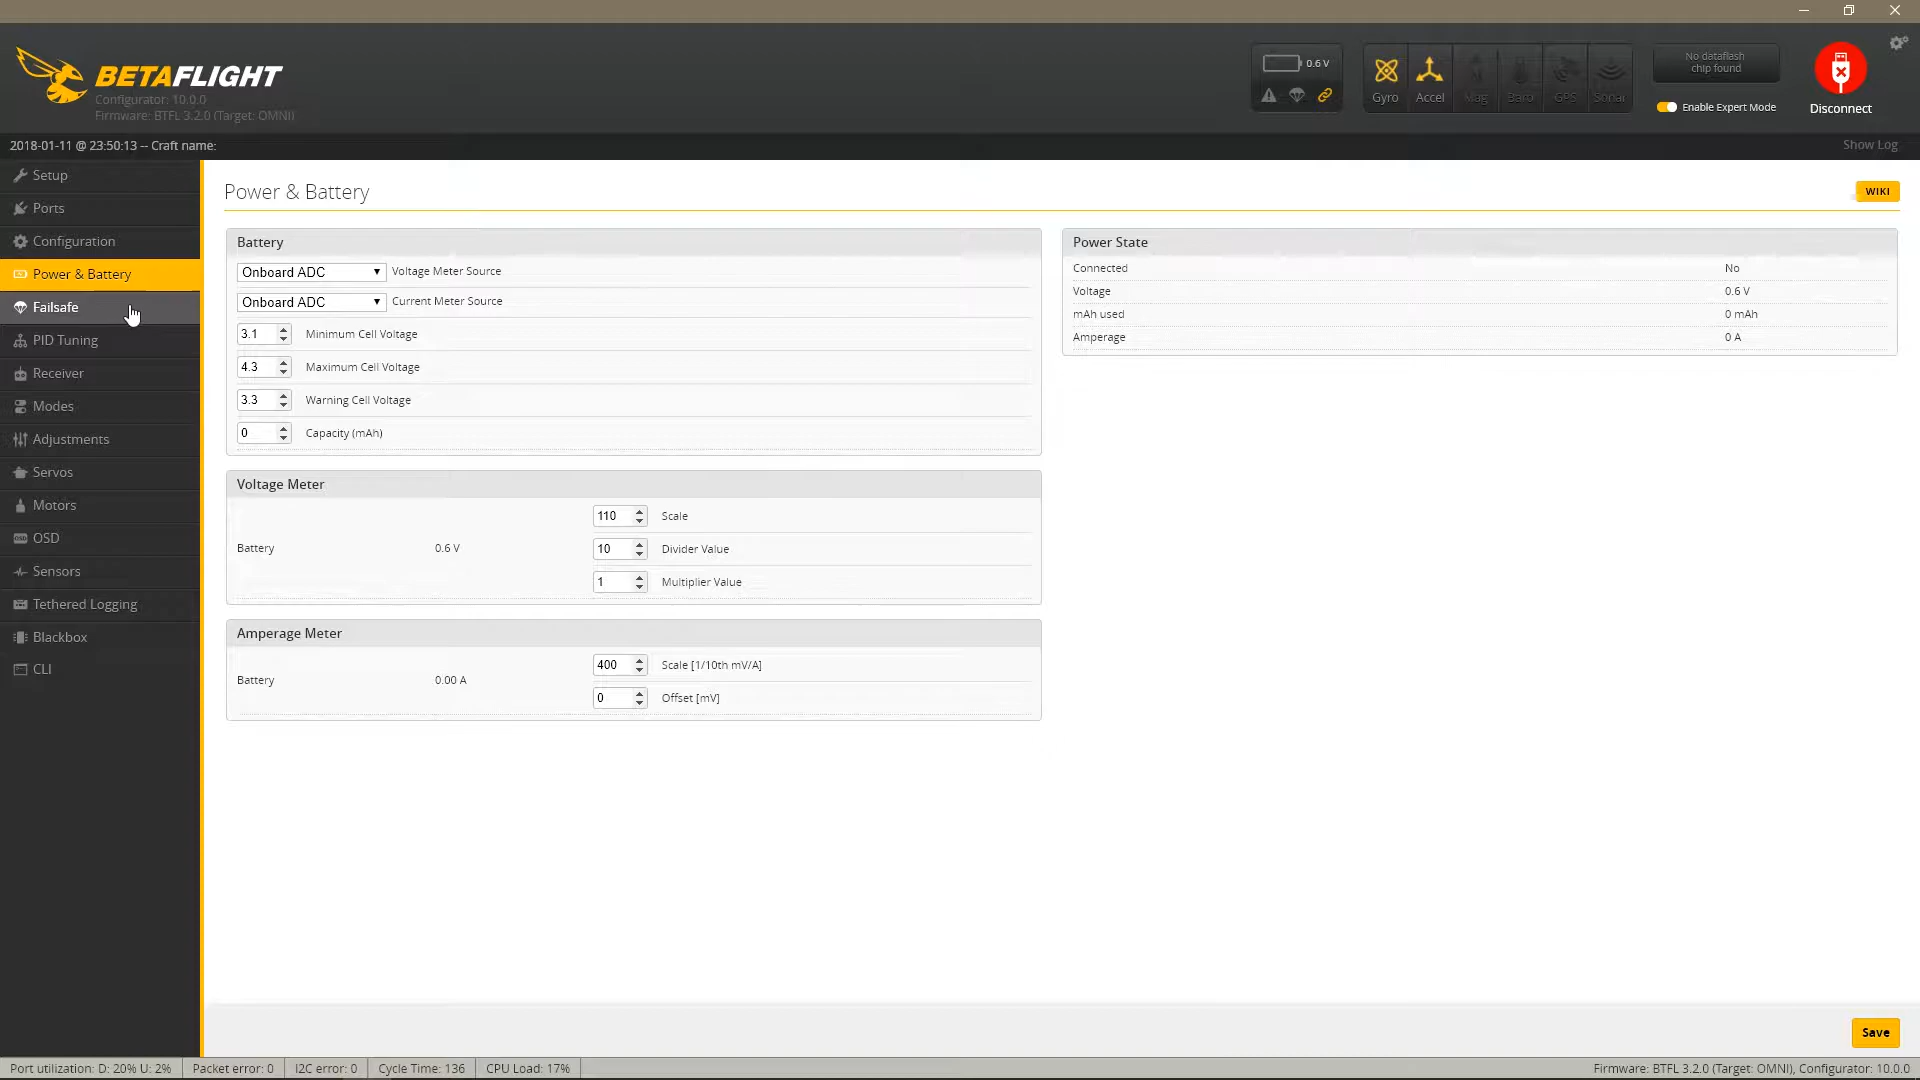 BETAFLIGHT
Configurator: 10.0.0
Firmware: BTFL 3.2.0 (Target: OMNI)
0.6 V
Gyro
Accel
Mag
Baro
GPS
Sonar
No dataflash
chip found
Enable Expert Mode
Disconnect
2018-01-11 @ 23:50:13 -- Craft name:
Show Log
Setup
Ports
Configuration
Power & Battery
Failsafe
PID Tuning
Receiver
Modes
Adjustments
Servos
Motors
OSD
Sensors
Tethered Logging
Blackbox
CLI
Power & Battery
WIKI
Battery
Onboard ADC Voltage Meter Source
Onboard ADC Current Meter Source
3.1 Minimum Cell Voltage
4.3 Maximum Cell Voltage
3.3 Warning Cell Voltage
0 Capacity (mAh)
Power State
Connected No
Voltage 0.6 V
mAh used 0 mAh
Amperage 0 A
Voltage Meter
Battery 0.6 V
110 Scale
10 Divider Value
1 Multiplier Value
Amperage Meter
Battery 0.00 A
400 Scale [1/10th mV/A]
0 Offset [mV]
Save
Port utilization: D: 20% U: 2% Packet error: 0 I2C error: 0 Cycle Time: 136 CPU Load: 17% Firmware: BTFL 3.2.0 (Target: OMNI), Configurator: 10.0.0